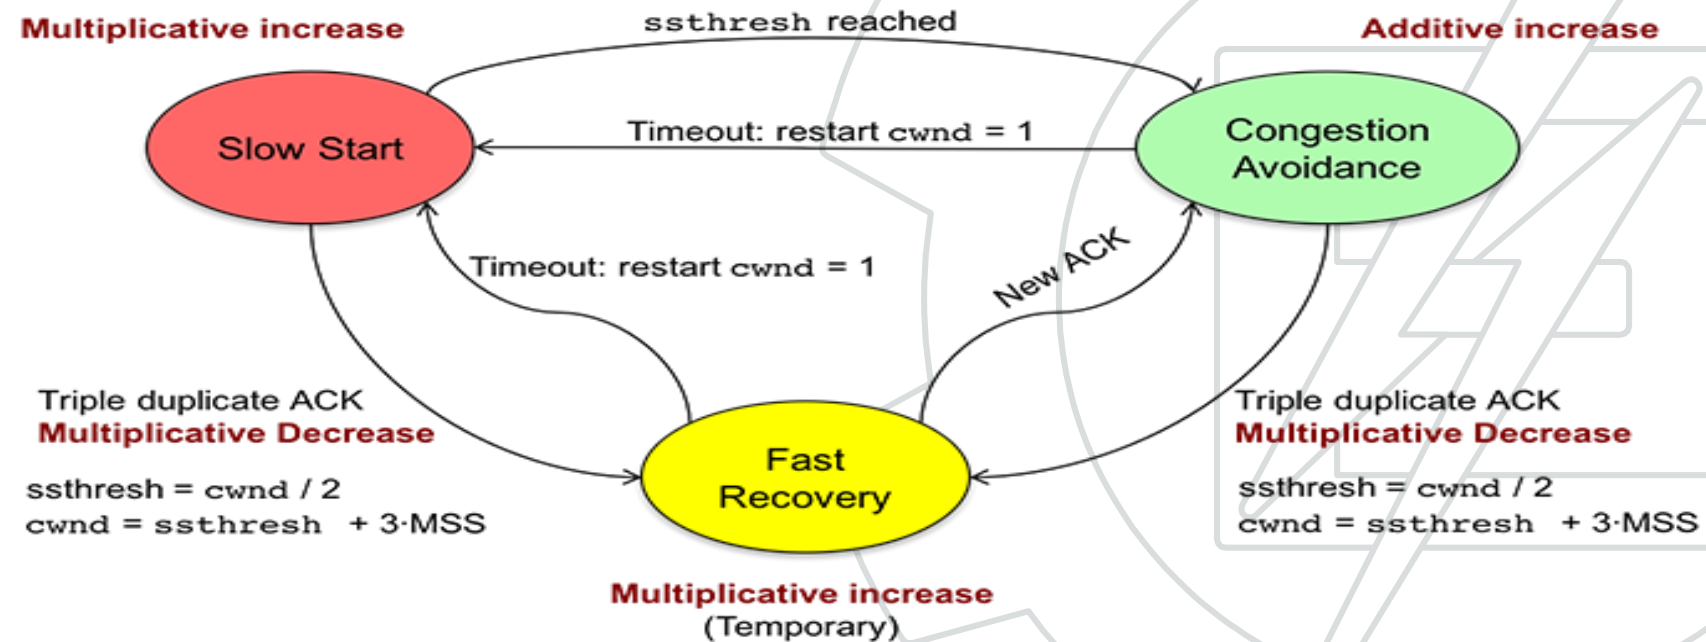 Multiplicative increase
ssthresh reached
Additive increase
Slow Start
Timeout: restart cwnd = 1
Congestion
Avoidance
Timeout: restart cwnd = 1
New ACK
Triple duplicate ACK
Multiplicative Decrease
ssthresh = cwnd / 2
cwnd = ssthresh + 3·MSS
Fast
Recovery
Triple duplicate ACK
Multiplicative Decrease
ssthresh = cwnd / 2
cwnd = ssthresh + 3·MSS
Multiplicative increase
(Temporary)